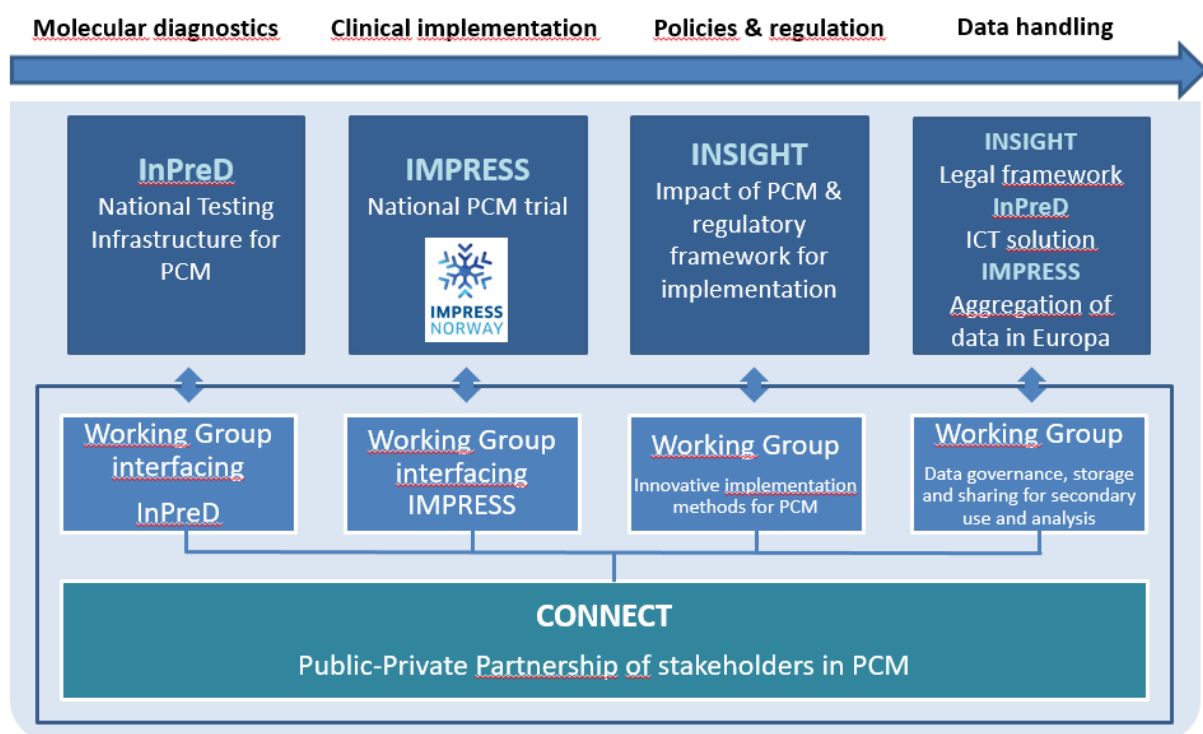 Molecular diagnostics
Clinical implementation
Policies & regulation
Data handling
InPreD
National Testing
Infrastructure for
PCM
IMPRESS
National PCM trial
IMPRESS
NORWAY
INSIGHT
Impact of PCM &
regulatory
framework for
implementation
INSIGHT
Legal framework
InPreD
ICT solution
IMPRESS
Aggregation of
data in Europa
Working Group
interfacing
InPreD
Working Group
interfacing
IMPRESS
Working Group
Innovative implementation
methods for PCM
Working Group
Data governance, storage
and sharing for secondary
use and analysis
CONNECT
Public-Private Partnership of stakeholders in PCM